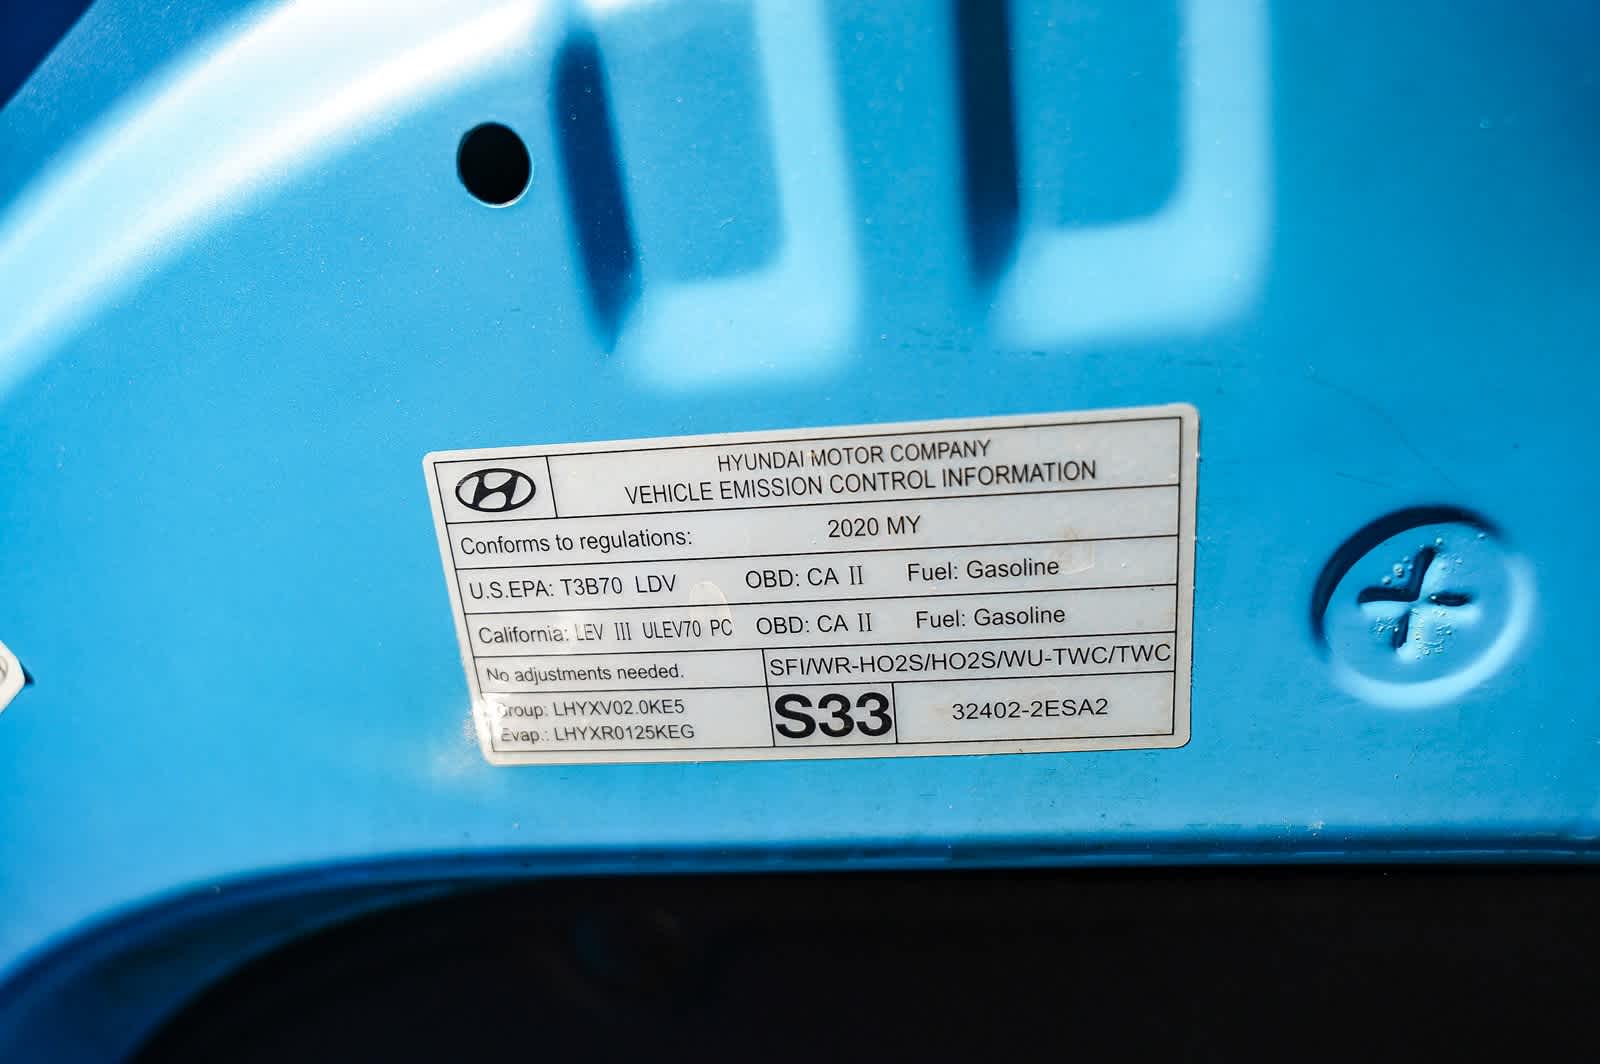 HYUNDAI MOTOR COMPANY
VEHICLE EMISSION CONTROL INFORMATION
Conforms to regulations: 2020 MY
U.S.EPA: T3B70 LDV OBD: CA II Fuel: Gasoline
California: LEV III ULEV70 PC OBD: CA II Fuel: Gasoline
No adjustments needed. SFI/WR-HO2S/HO2S/WU-TWC/TWC
Group: LHYXV02.0KE5
Evap.: LHYXR0125KEG
S33
32402-2ESA2